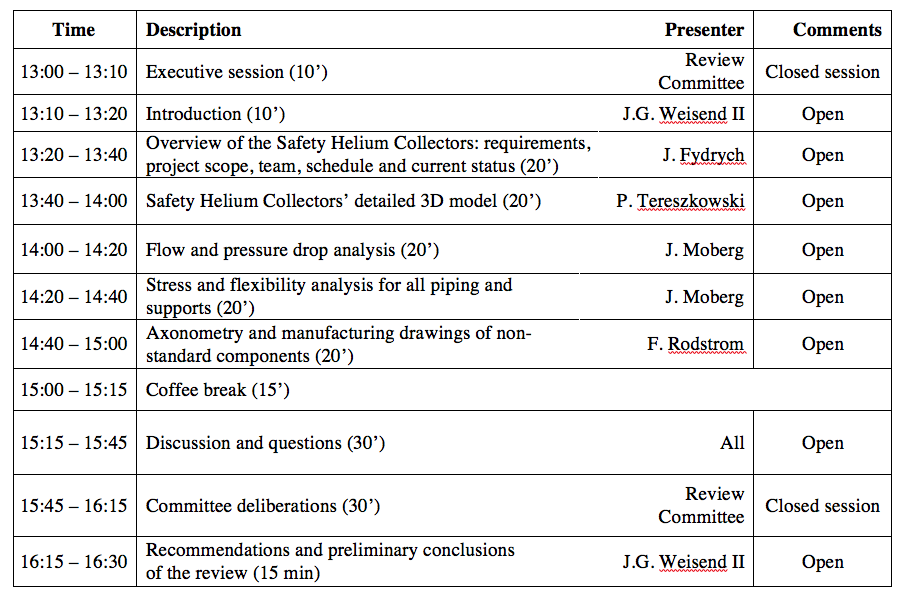 Time Description Presenter Comments
13:00 – 13:10 Executive session (10’) Review Committee Closed session
13:10 – 13:20 Introduction (10’) J.G. Weisend II Open
13:20 – 13:40 Overview of the Safety Helium Collectors: requirements,
project scope, team, schedule and current status (20’) J. Fydrych Open
13:40 – 14:00 Safety Helium Collectors’ detailed 3D model (20’) P. Tereszkowski Open
14:00 – 14:20 Flow and pressure drop analysis (20’) J. Moberg Open
14:20 – 14:40 Stress and flexibility analysis for all piping and
supports (20’) J. Moberg Open
14:40 – 15:00 Axonometry and manufacturing drawings of non-
standard components (20’) F. Rodstrom Open
15:00 – 15:15 Coffee break (15’)
15:15 – 15:45 Discussion and questions (30’) All Open
15:45 – 16:15 Committee deliberations (30’) Review Committee Closed session
16:15 – 16:30 Recommendations and preliminary conclusions
of the review (15 min) J.G. Weisend II Open